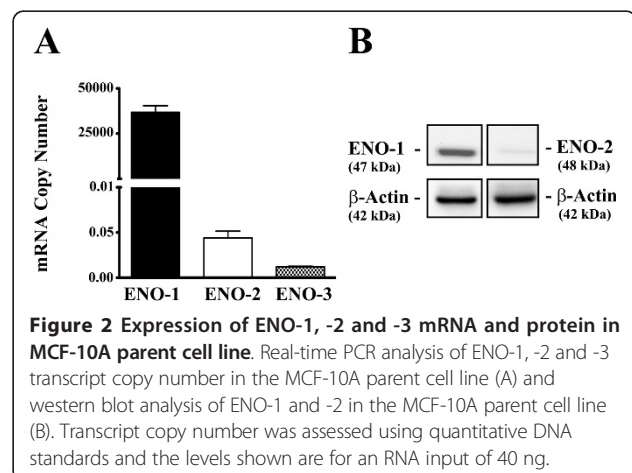 A
B
mRNA Copy Number
50000
25000
0.01
0.05
0.00
ENO-1
ENO-2
ENO-3
ENO-1 -
(47 kDa)
- ENO-2
(48 kDa)
β-Actin -
(42 kDa)
- β-Actin
(42 kDa)
Figure 2 Expression of ENO-1, -2 and -3 mRNA and protein in
MCF-10A parent cell line. Real-time PCR analysis of ENO-1, -2 and -3
transcript copy number in the MCF-10A parent cell line (A) and
western blot analysis of ENO-1 and -2 in the MCF-10A parent cell line
(B). Transcript copy number was assessed using quantitative DNA
standards and the levels shown are for an RNA input of 40 ng.